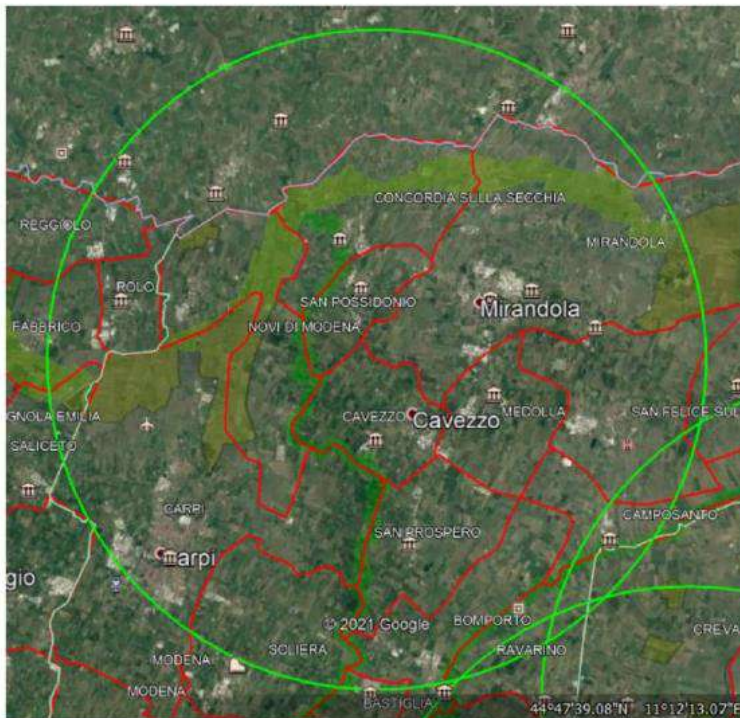 CONCORDIA SULLA SECCHIA
REGGIOLO
MIRANDOLA
ROLO
SAN POSSIDONIO
Mirandola
FABBRICO
NOVI DI MODENA
CAVEZZO
Cavezzo
MEDOLLA
SAN FELICE SUL
GNOLA EMILIA
SALICETO
CARPI
CAMPOSANTO
SAN PROSPERO
arpi
gio
© 2021 Google
BOMPORTO
CREVA
SOLIERA
RAVARINO
MODENA
MODENA
BASTIGLIA
44°47'39.08"N 11°12'13.07"E